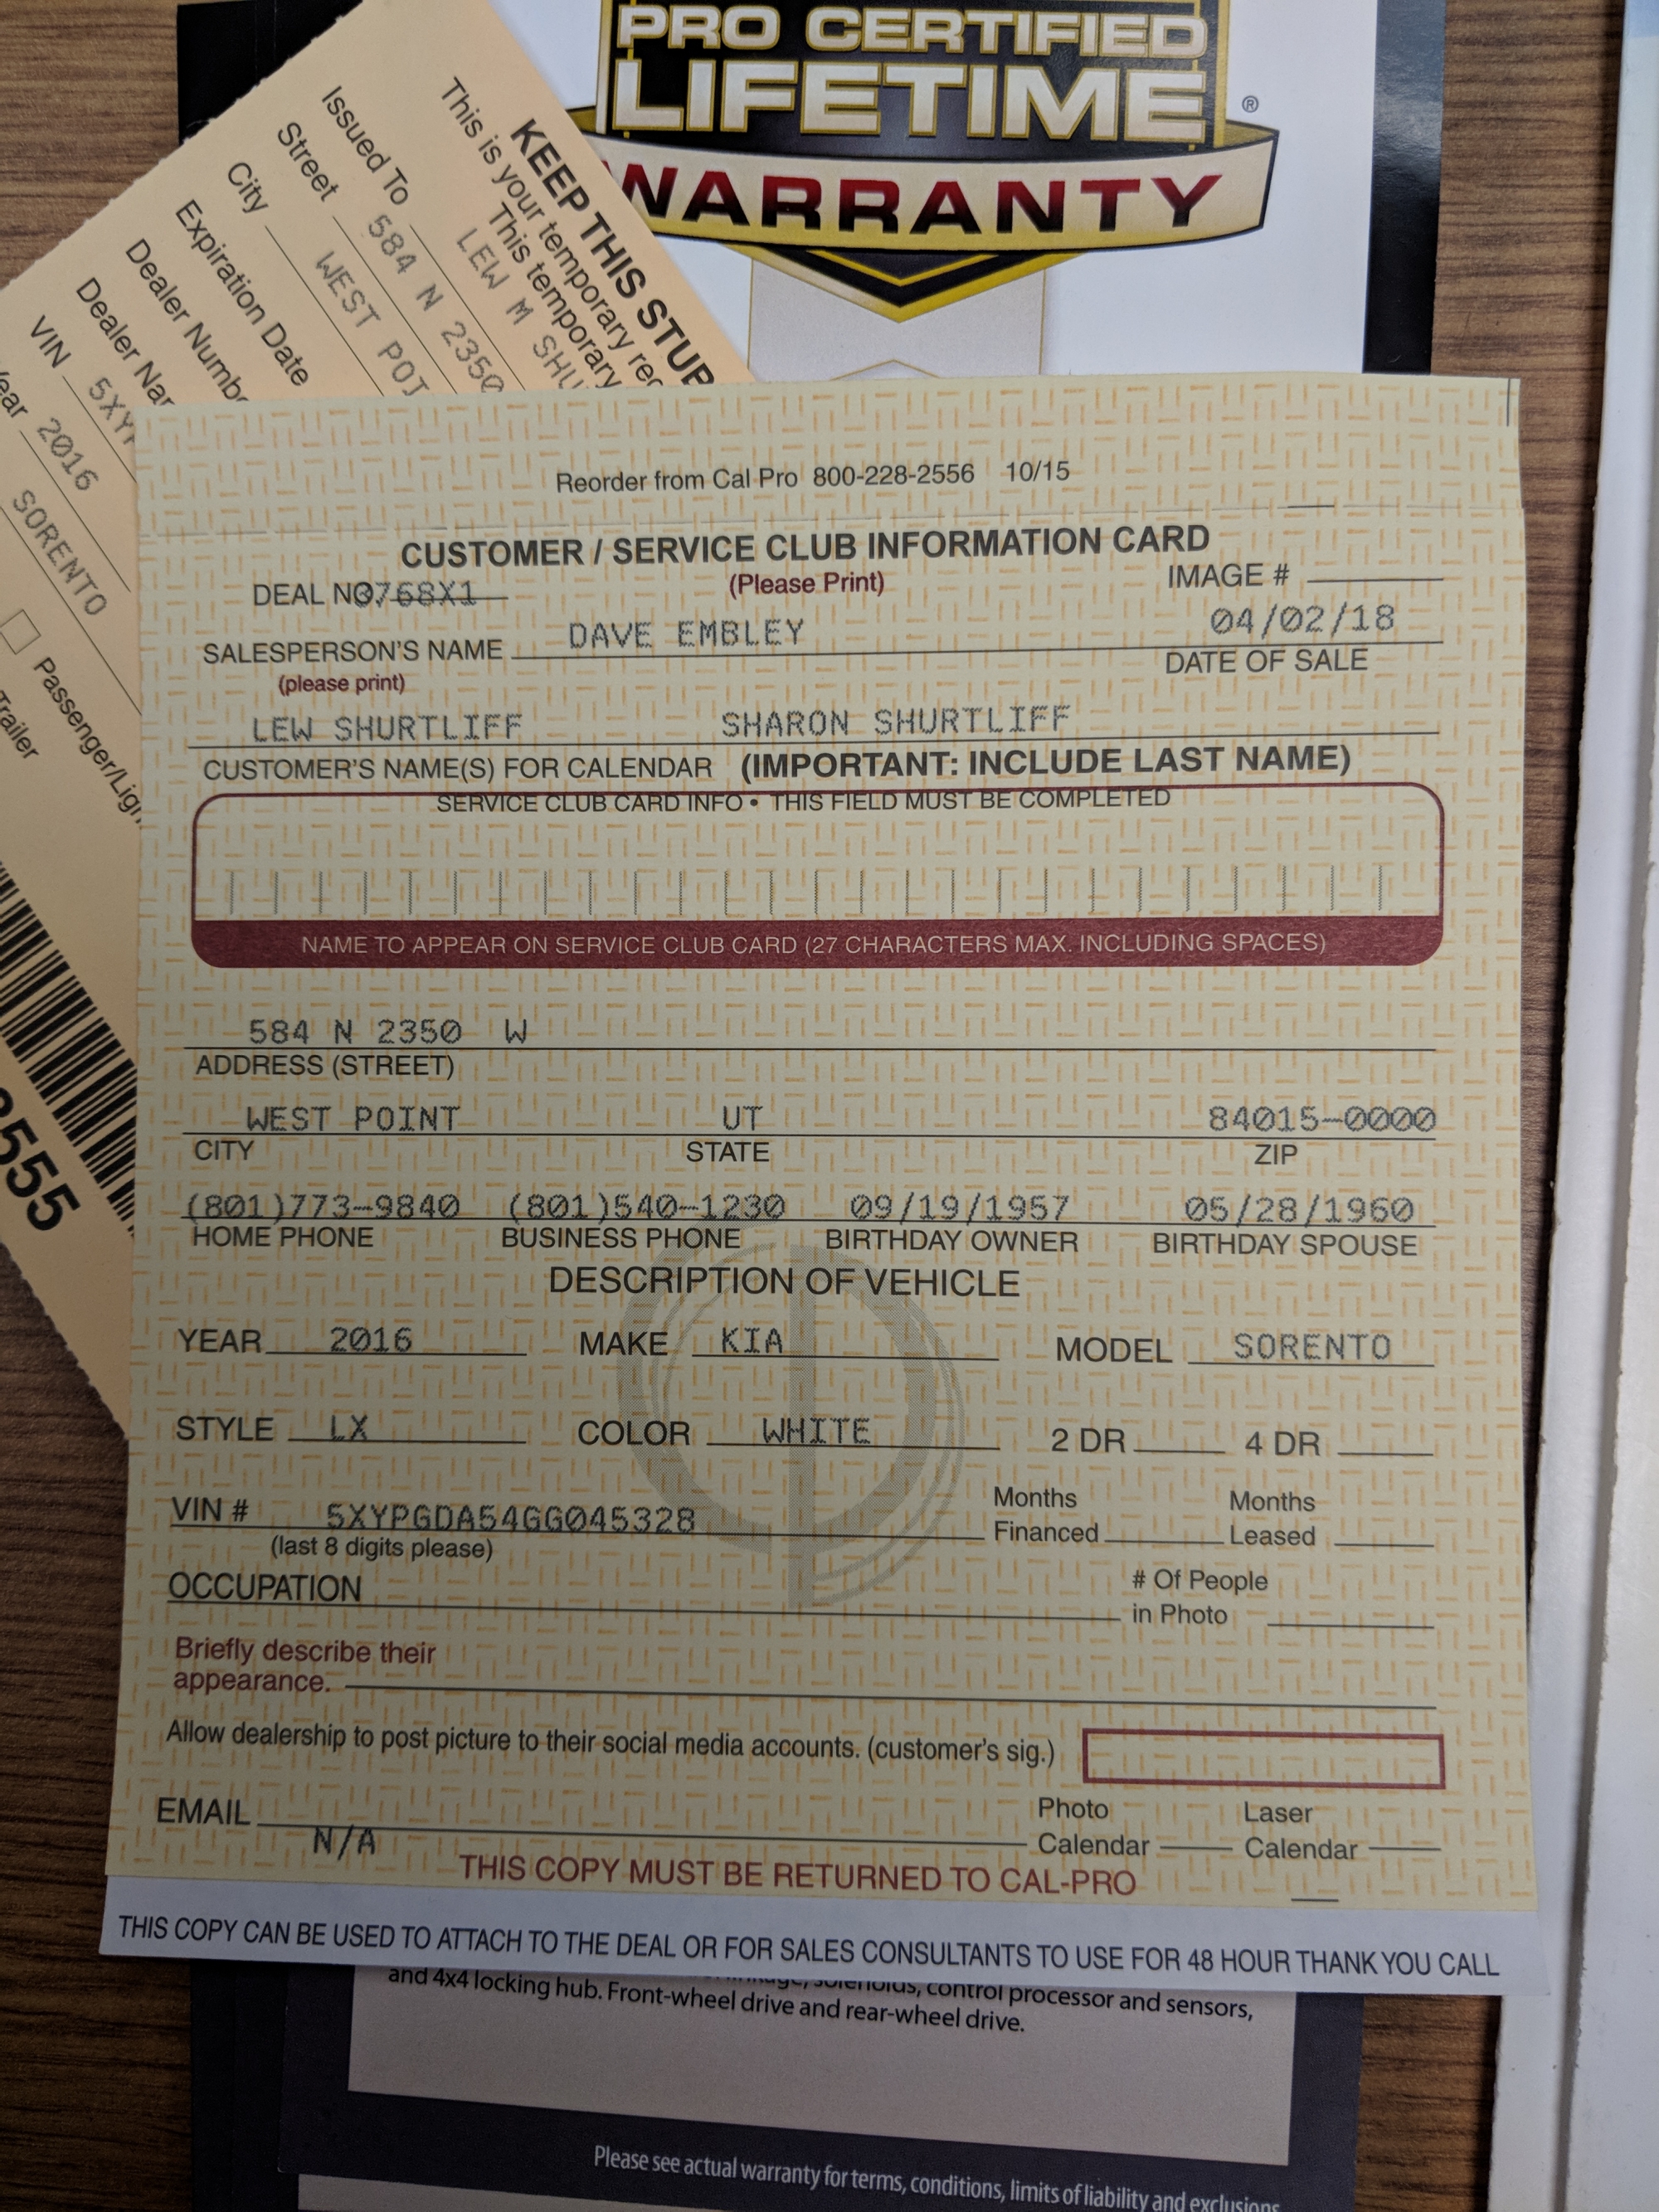 PRO CERTIFIED
LIFETIME ®
WARRANTY
KEEP THIS STUB
This is your temporary
This temporary
Issued To LEW M
Street 584 N 2350
City WEST
Expiration Date
Dealer
Dealer
VIN
2016
SORENTO
Passenger/
Trailer
Reorder from Cal Pro 800-228-2556 10/15
CUSTOMER / SERVICE CLUB INFORMATION CARD
(Please Print)
IMAGE #
DEAL NO 3768X1
SALESPERSON'S NAME DAVE EMBLEY
04/02/18
DATE OF SALE
(please print)
LEW SHURTLIFF SHARON SHURTLIFF
CUSTOMER'S NAME(S) FOR CALENDAR (IMPORTANT: INCLUDE LAST NAME)
SERVICE CLUB CARD INFO • THIS FIELD MUST BE COMPLETED
NAME TO APPEAR ON SERVICE CLUB CARD (27 CHARACTERS MAX. INCLUDING SPACES)
584 N 2350 W
ADDRESS (STREET)
WEST POINT UT 84015-0000
CITY STATE ZIP
(801)773-9840 (801)540-1230 09/19/1957 05/28/1960
HOME PHONE BUSINESS PHONE BIRTHDAY OWNER BIRTHDAY SPOUSE
DESCRIPTION OF VEHICLE
YEAR 2016 MAKE KIA MODEL SORENTO
STYLE LX COLOR WHITE 2 DR 4 DR
VIN # 5XYPGDA54GG045328
(last 8 digits please)
Months Financed
Months Leased
OCCUPATION
# Of People in Photo
Briefly describe their
appearance.
Allow dealership to post picture to their social media accounts. (customer's sig.)
EMAIL N/A
Photo Calendar
Laser Calendar
THIS COPY MUST BE RETURNED TO CAL-PRO
THIS COPY CAN BE USED TO ATTACH TO THE DEAL OR FOR SALES CONSULTANTS TO USE FOR 48 HOUR THANK YOU CALL
solenoids, control processor and sensors,
and 4x4 locking hub. Front-wheel drive and rear-wheel drive.
Please see actual warranty for terms, conditions, limits of liability and exclusions